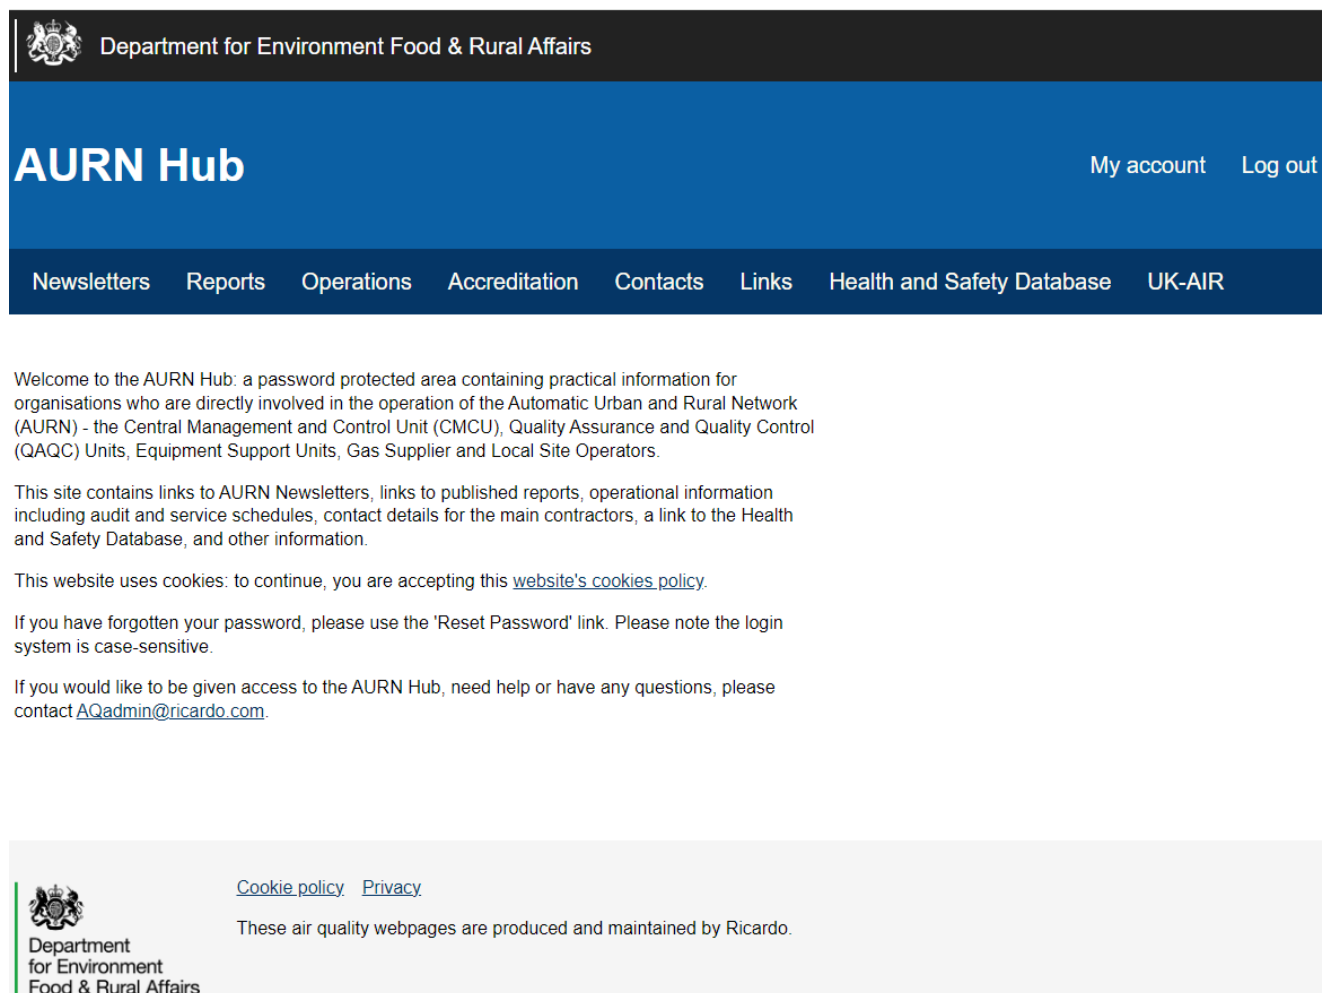 Department for Environment Food & Rural Affairs
AURN Hub
My account Log out
Newsletters Reports Operations Accreditation Contacts Links Health and Safety Database UK-AIR
Welcome to the AURN Hub: a password protected area containing practical information for
organisations who are directly involved in the operation of the Automatic Urban and Rural Network
(AURN) - the Central Management and Control Unit (CMCU), Quality Assurance and Quality Control
(QAQC) Units, Equipment Support Units, Gas Supplier and Local Site Operators.
This site contains links to AURN Newsletters, links to published reports, operational information
including audit and service schedules, contact details for the main contractors, a link to the Health
and Safety Database, and other information.
This website uses cookies: to continue, you are accepting this website's cookies policy.
If you have forgotten your password, please use the 'Reset Password' link. Please note the login
system is case-sensitive.
If you would like to be given access to the AURN Hub, need help or have any questions, please
contact AQadmin@ricardo.com.
Cookie policy Privacy
These air quality webpages are produced and maintained by Ricardo.
Department
for Environment
Food & Rural Affairs